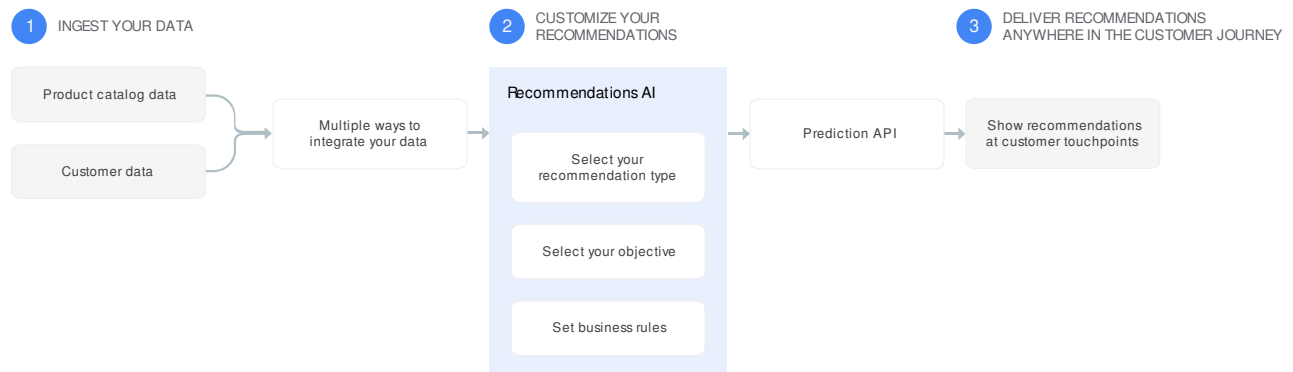 1
INGEST YOUR DATA
2
CUSTOMIZE YOUR
RECOMMENDATIONS
3
DELIVER RECOMMENDATIONS
ANYWHERE IN THE CUSTOMER JOURNEY
Product catalog data
Customer data
Multiple ways to
integrate your data
Recommendations AI
Select your
recommendation type
Select your objective
Set business rules
Prediction API
Show recommendations
at customer touchpoints